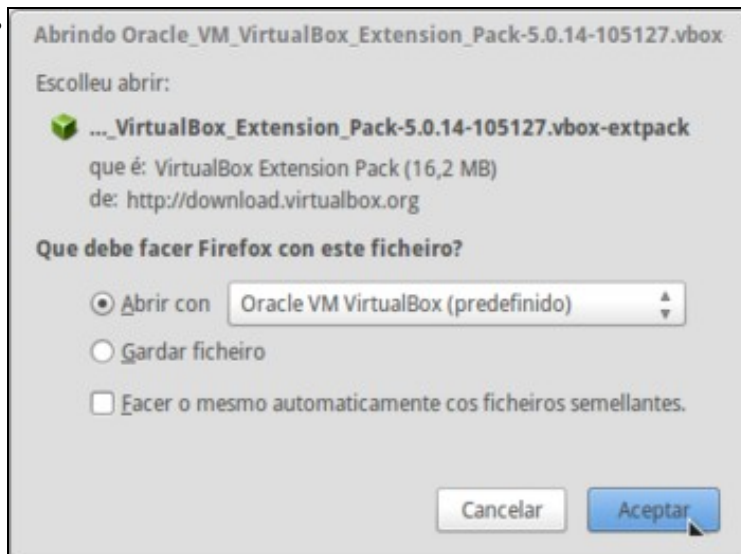 Abrindo Oracle_VM_VirtualBox_Extension_Pack-5.0.14-105127.vbox
Escolleu abrir:
..._VirtualBox_Extension_Pack-5.0.14-105127.vbox-extpack
que é: VirtualBox Extension Pack (16,2 MB)
de: http://download.virtualbox.org
Que debe facer Firefox con este ficheiro?
Abrir con Oracle VM VirtualBox (predefinido)
Gardar ficheiro
Facer o mesmo automaticamente cos ficheiros semellantes.
Cancelar Aceptar